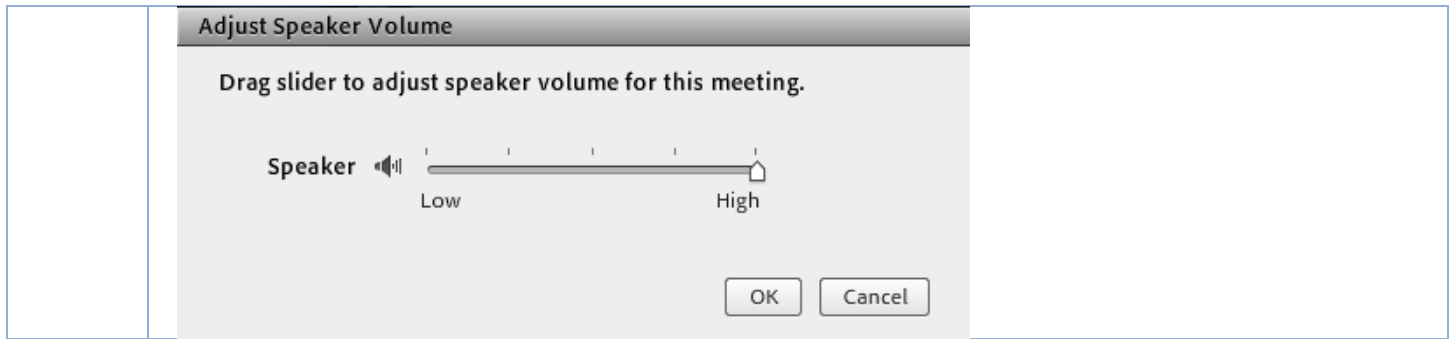 Adjust Speaker Volume
Drag slider to adjust speaker volume for this meeting.
Speaker
Low High
OK Cancel